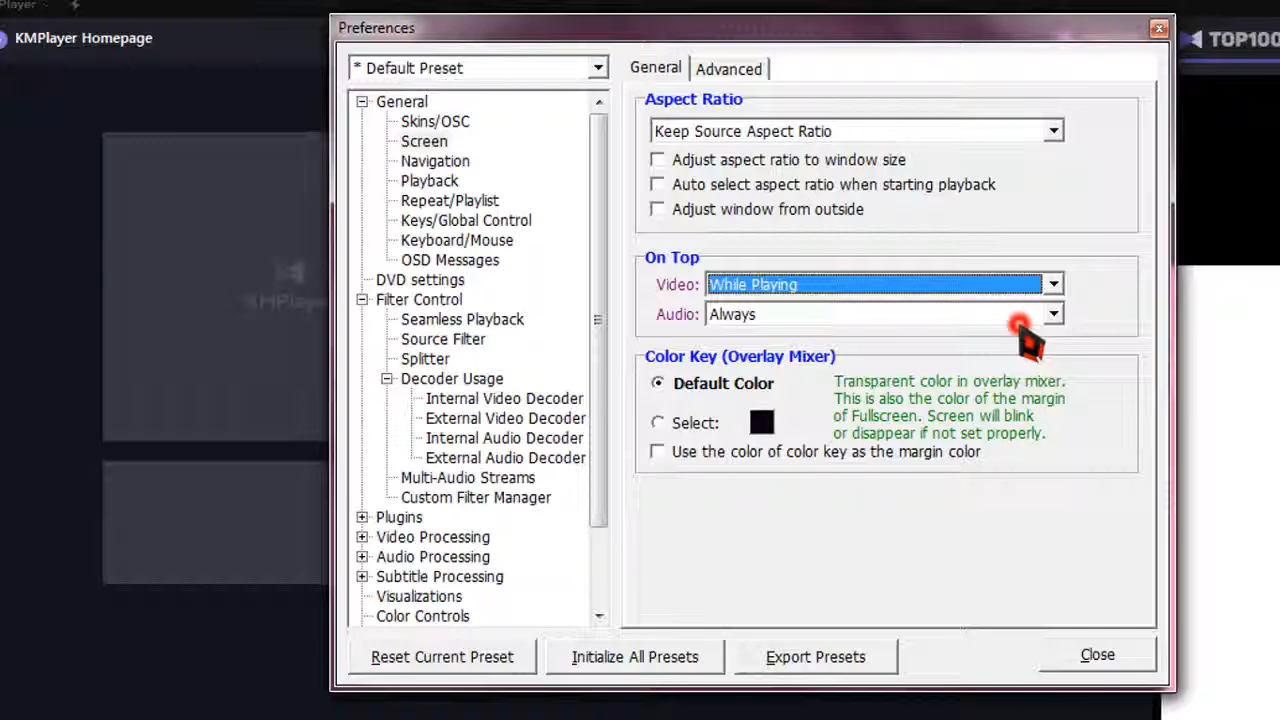 Player
KMPlayer Homepage
Preferences
TOP100
* Default Preset
General
Advanced
General
Skins/OSC
Screen
Navigation
Playback
Repeat/Playlist
Keys/Global Control
Keyboard/Mouse
OSD Messages
DVD settings
Filter Control
Seamless Playback
Source Filter
Splitter
Decoder Usage
Internal Video Decoder
External Video Decoder
Internal Audio Decoder
External Audio Decoder
Multi-Audio Streams
Custom Filter Manager
Plugins
Video Processing
Audio Processing
Subtitle Processing
Visualizations
Color Controls
Aspect Ratio
Keep Source Aspect Ratio
Adjust aspect ratio to window size
Auto select aspect ratio when starting playback
Adjust window from outside
On Top
Video: While Playing
Audio: Always
Color Key (Overlay Mixer)
Default Color
Select:
Transparent color in overlay mixer.
This is also the color of the margin
of Fullscreen. Screen will blink
or disappear if not set properly.
Use the color of color key as the margin color
Reset Current Preset
Initialize All Presets
Export Presets
Close